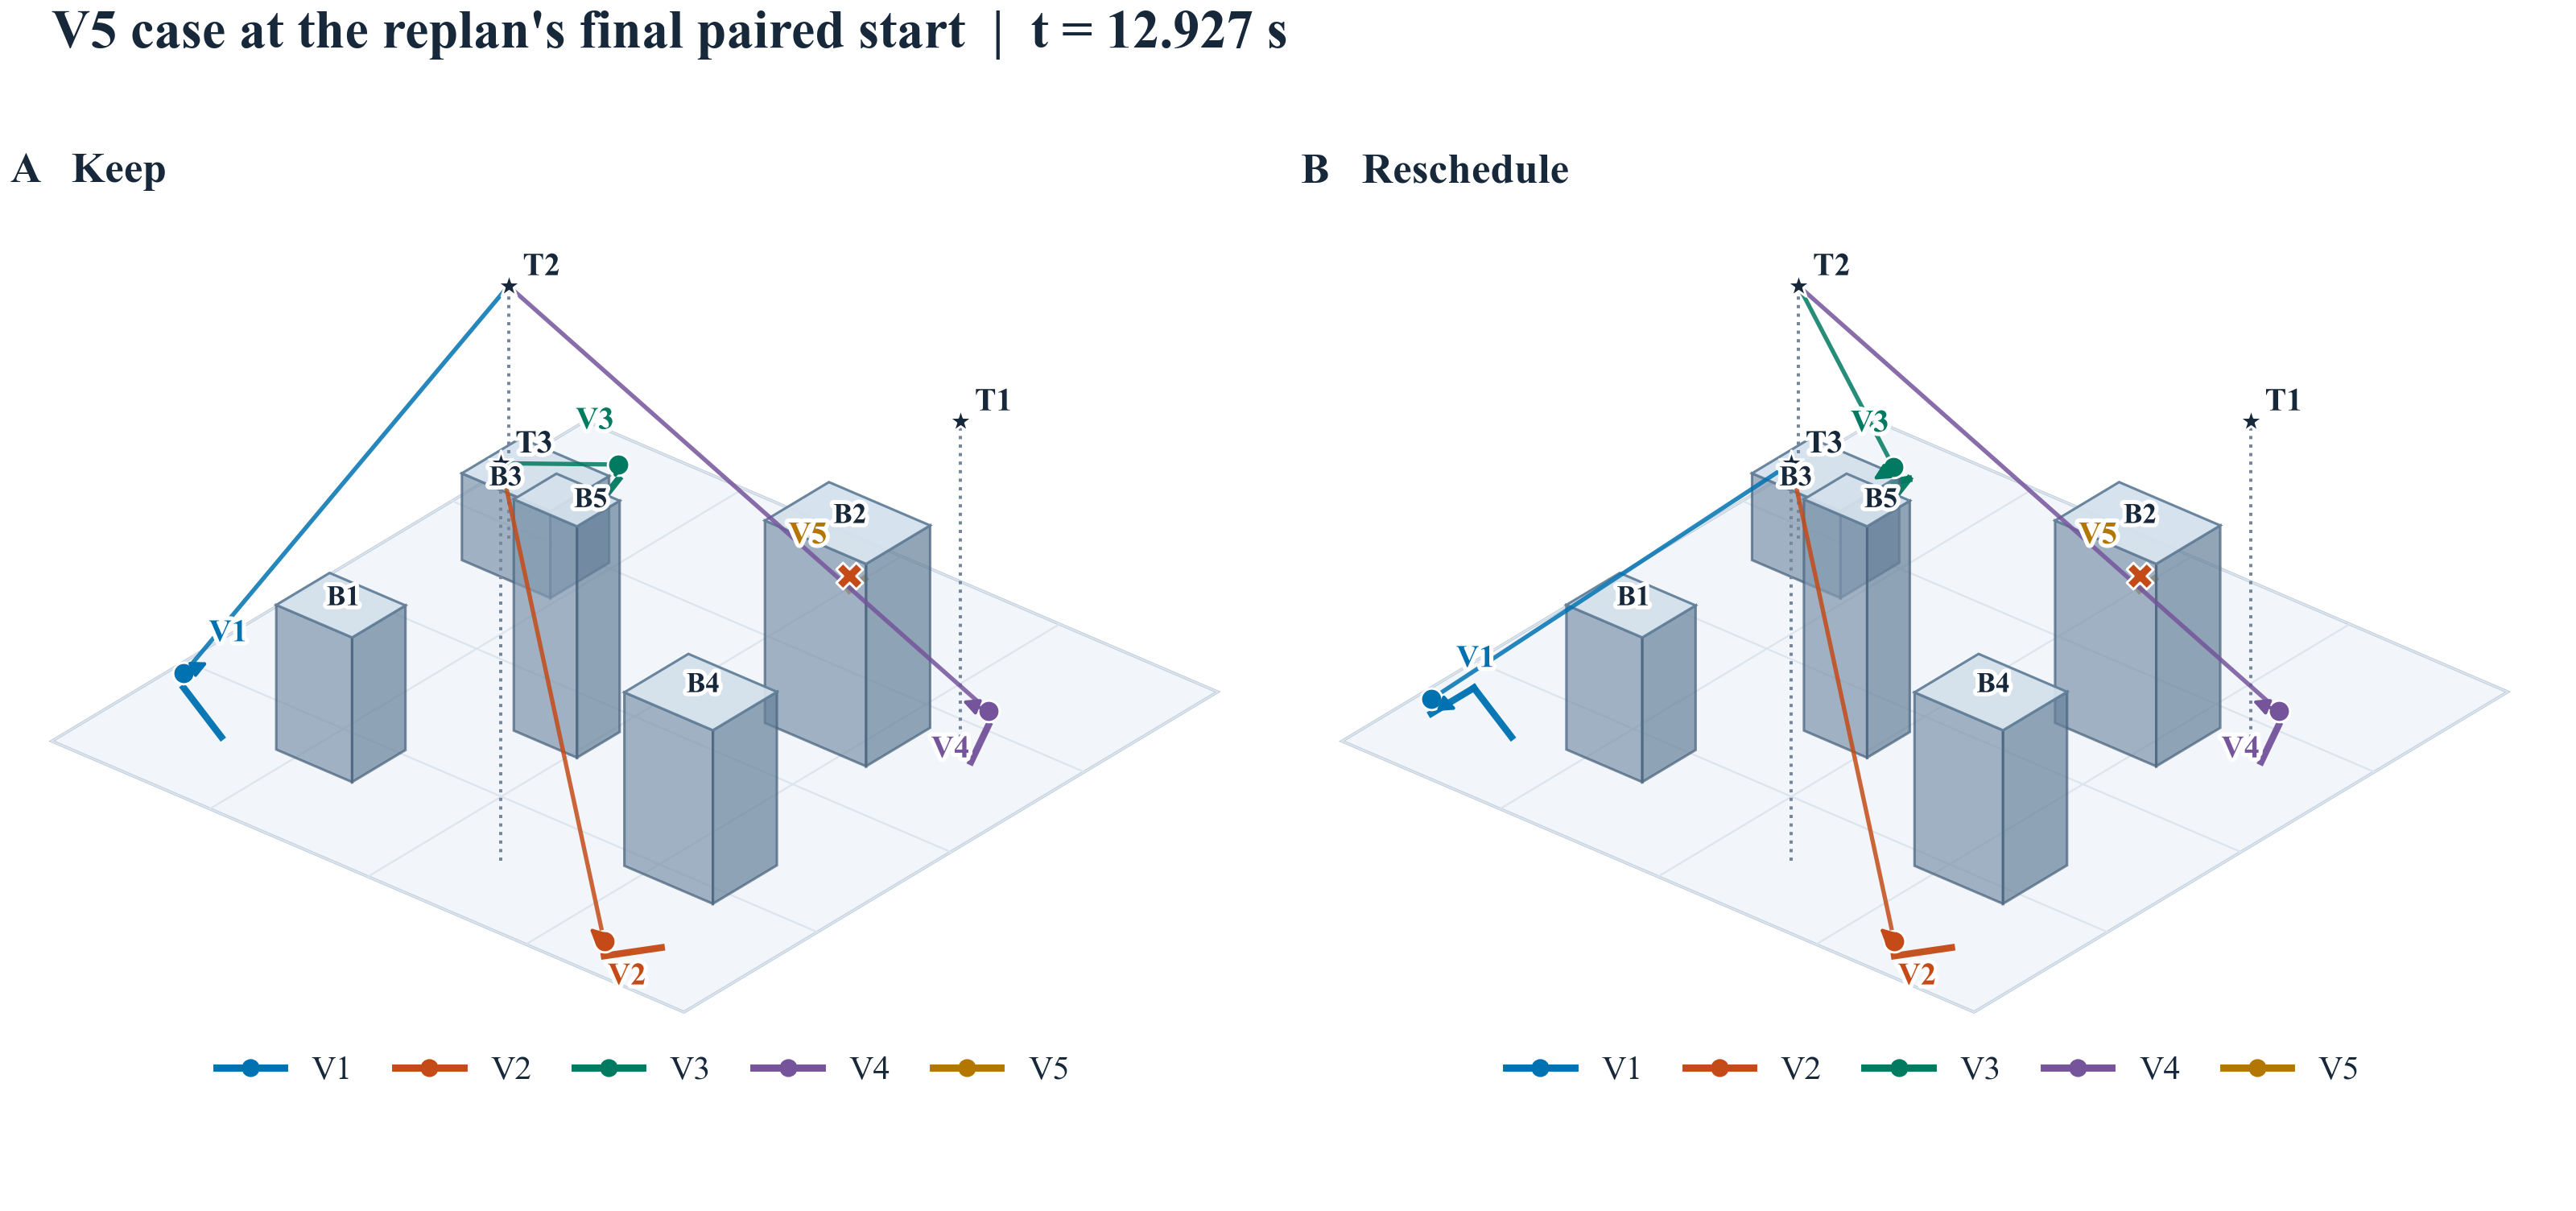 V5 case at the replan's final paired start | t = 12.927 s
A Keep
T2
T1
V3
T3
B3
B5
B2
V5
B1
V1
B4
V4
V2
V1 V2 V3 V4 V5
B Reschedule
T2
T1
V3
T3
B3
B5
B2
V5
B1
V1
B4
V4
V2
V1 V2 V3 V4 V5